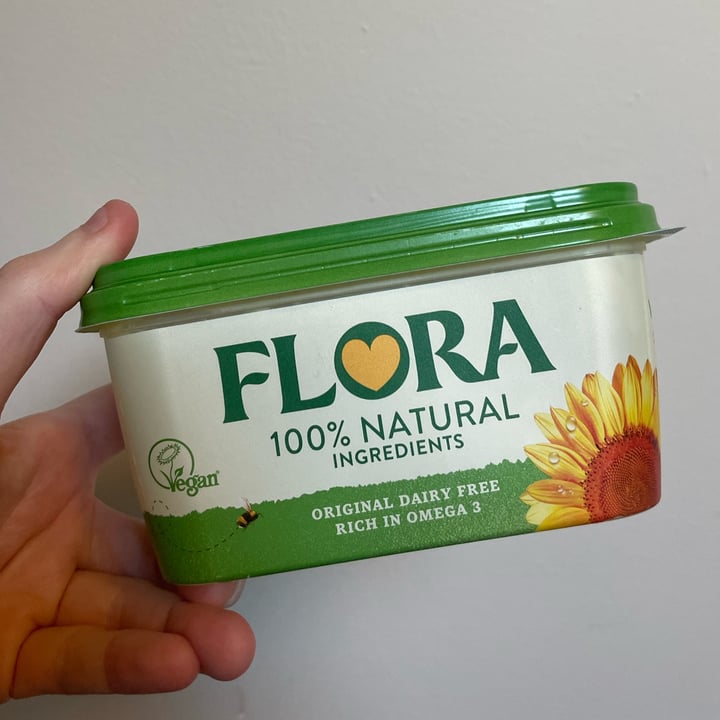 FLORA
100% NATURAL
INGREDIENTS
Vegan
ORIGINAL DAIRY FREE
RICH IN OMEGA 3